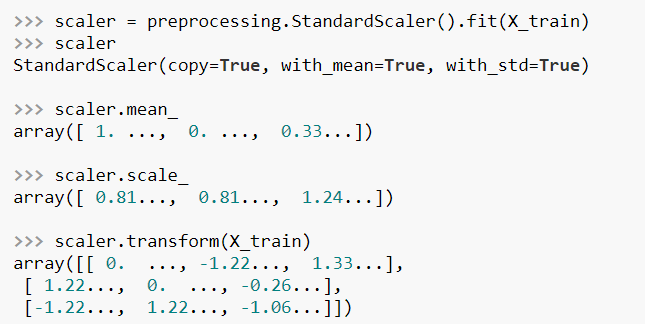 >>> scaler = preprocessing.StandardScaler().fit(X_train)
>>> scaler
StandardScaler(copy=True, with_mean=True, with_std=True)
>>> scaler.mean_
array([ 1. ..., 0. ..., 0.33...])
>>> scaler.scale_
array([ 0.81..., 0.81..., 1.24...])
>>> scaler.transform(X_train)
array([[ 0. ..., -1.22..., 1.33...],
[ 1.22..., 0. ..., -0.26...],
[-1.22..., 1.22..., -1.06...]])